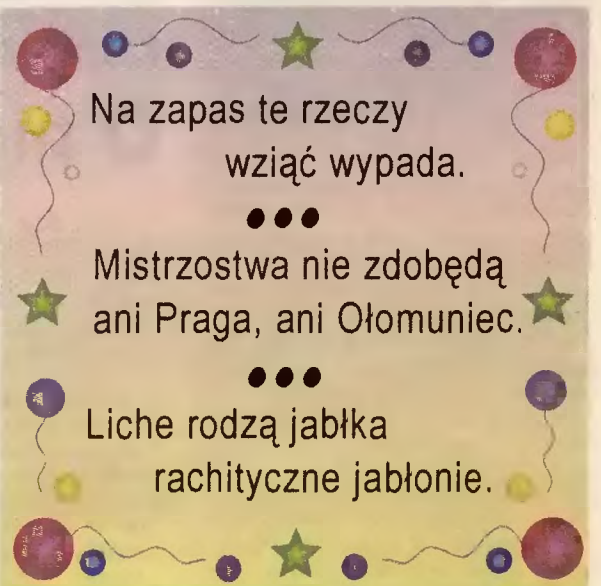 Na zapas te rzeczy
wziąć wypada.
●●●
Mistrzostwa nie zdobędą
ani Praga, ani Ołomuniec.
●●●
Liche rodzą jabłka
rachityczne jabłonie.